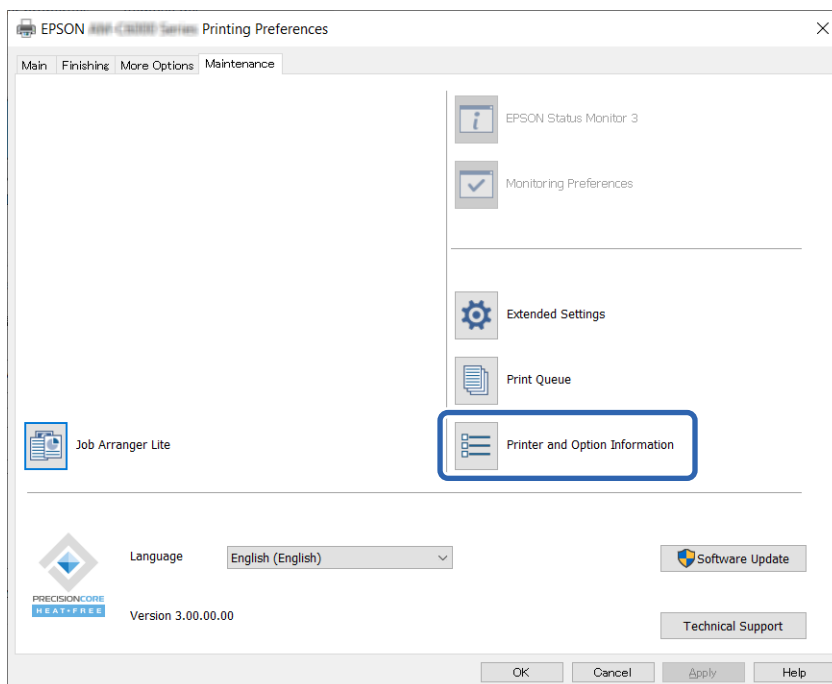 EPSON Series Printing Preferences
Main Finishing More Options Maintenance
EPSON Status Monitor 3
Monitoring Preferences
Extended Settings
Print Queue
Job Arranger Lite
Printer and Option Information
Language English (English)
Software Update
PRECISIONCORE
HEAT-FREE
Version 3.00.00.00
Technical Support
OK Cancel Apply Help